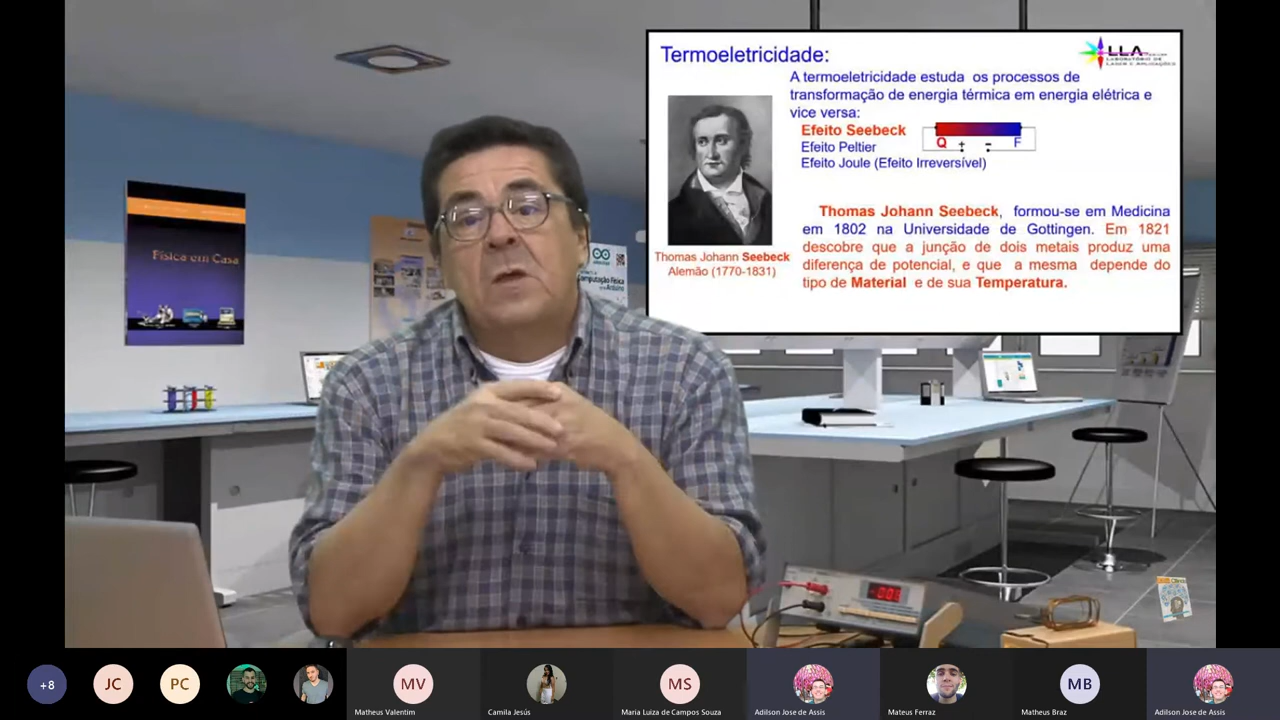 Termoeletricidade:
LLA
A termoeletricidade estuda os processos de
transformação de energia térmica em energia elétrica e
vice versa:
Efeito Seebeck
Efeito Peltier
Efeito Joule (Efeito Irreversível)
Q + - F
Thomas Johann Seebeck
Alemão (1770-1831)
Thomas Johann Seebeck, formou-se em Medicina
em 1802 na Universidade de Gottingen. Em 1821
descobre que a junção de dois metais produz uma
diferença de potencial, e que a mesma depende do
tipo de Material e de sua Temperatura.
Física em Casa
+8
JC
PC
MV
Matheus Valentim
Camila Jesús
MS
Maria Luiza de Campos Souza
Adilson Jose de Assis
Mateus Ferraz
MB
Matheus Braz
Adilson Jose de Assis